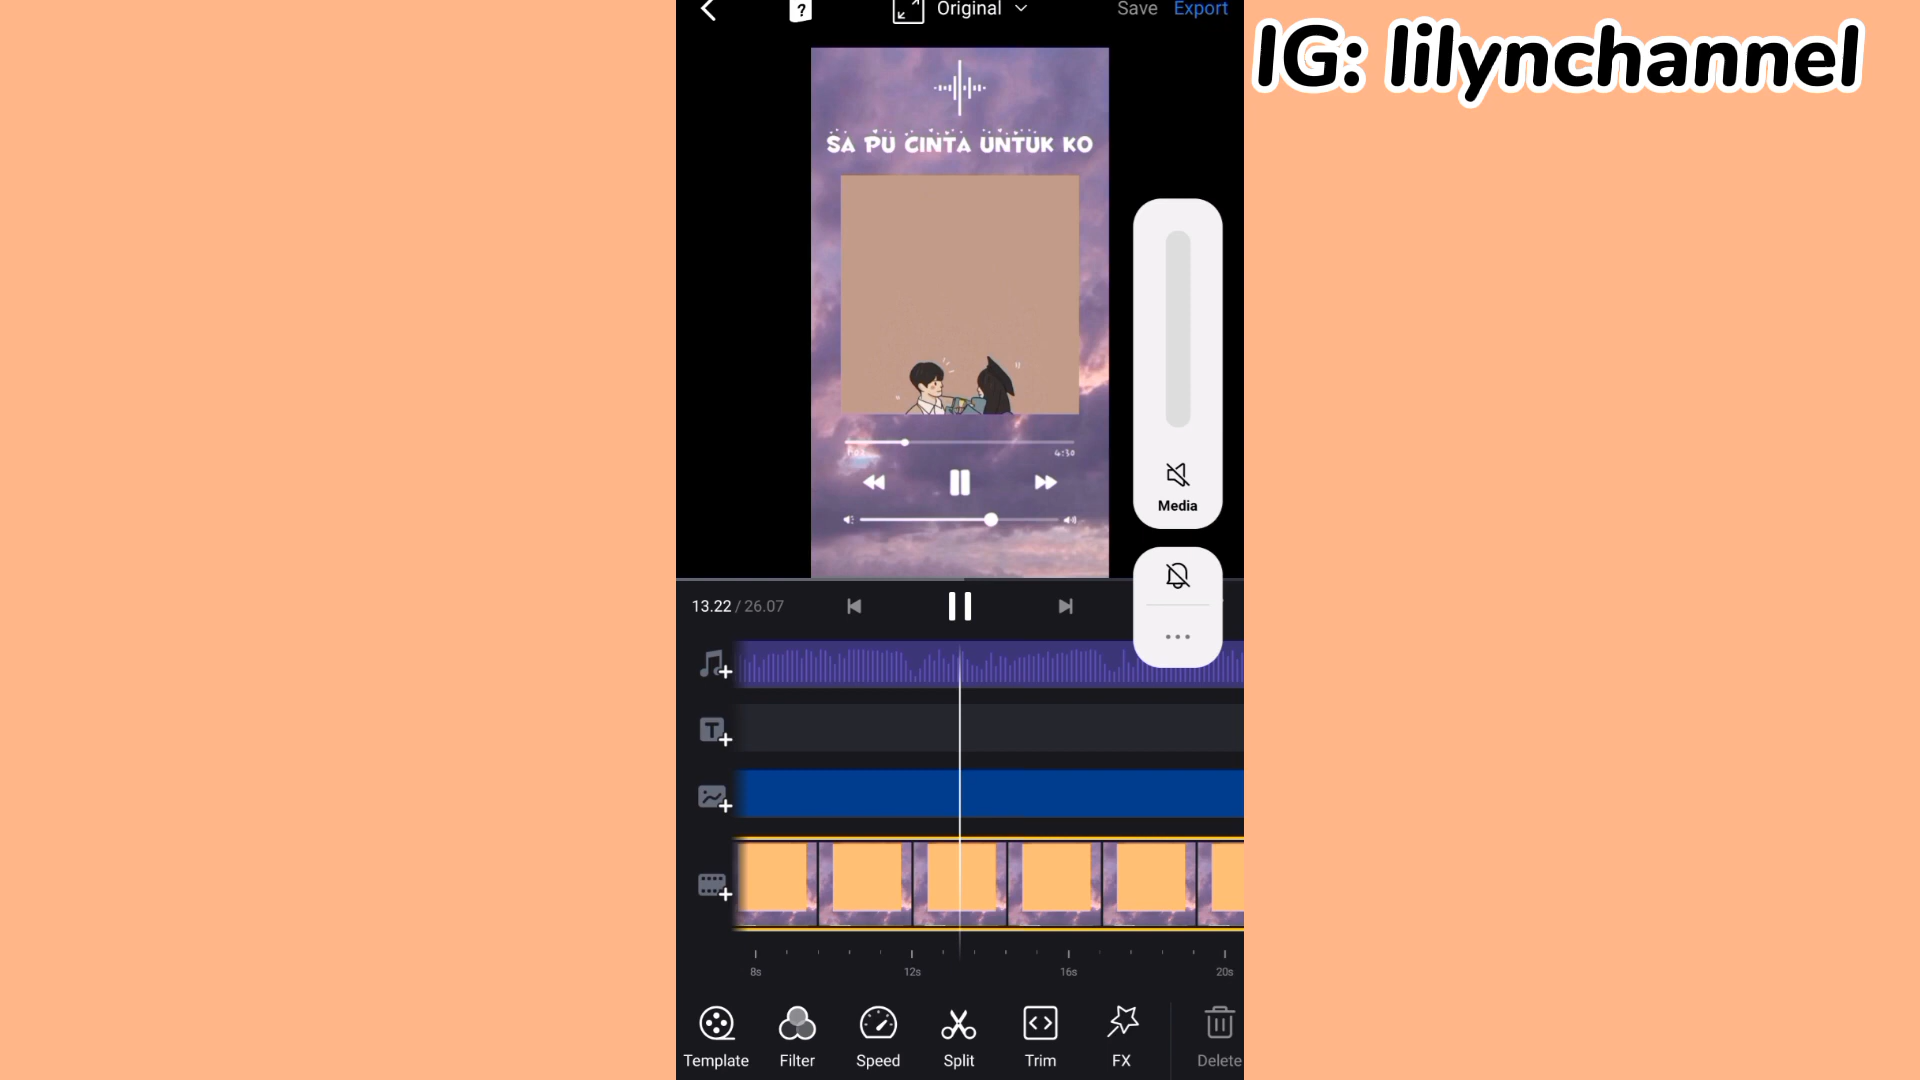 ? Original Save Export
IG: lilynchannel
SA PU CINTA UNTUK KO
4:30
Media
13.22 / 26.07
T
8s 12s 16s 20s
Template Filter Speed Split Trim FX Delete